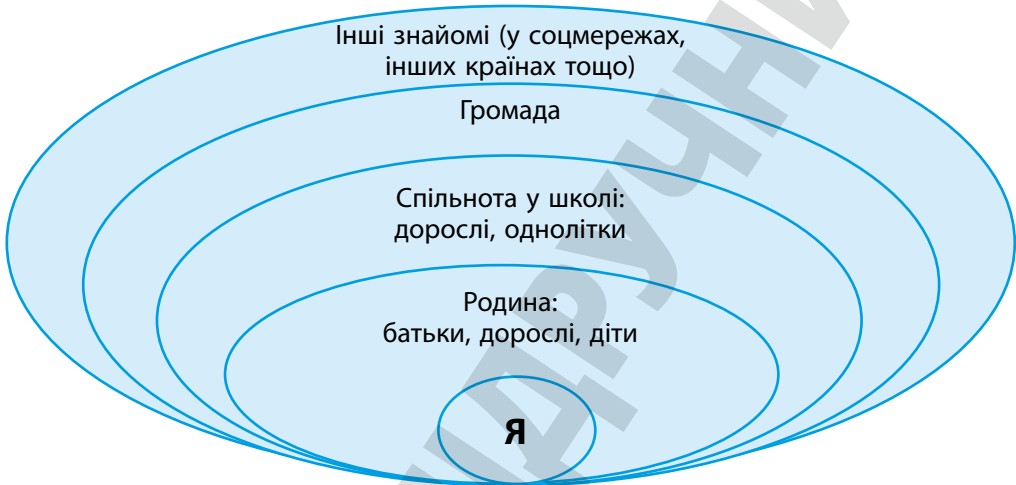 Інші знайомі (у соцмережах,
інших країнах тощо)
Громада
Спільнота у школі:
дорослі, однолітки
Родина:
батьки, дорослі, діти
Я